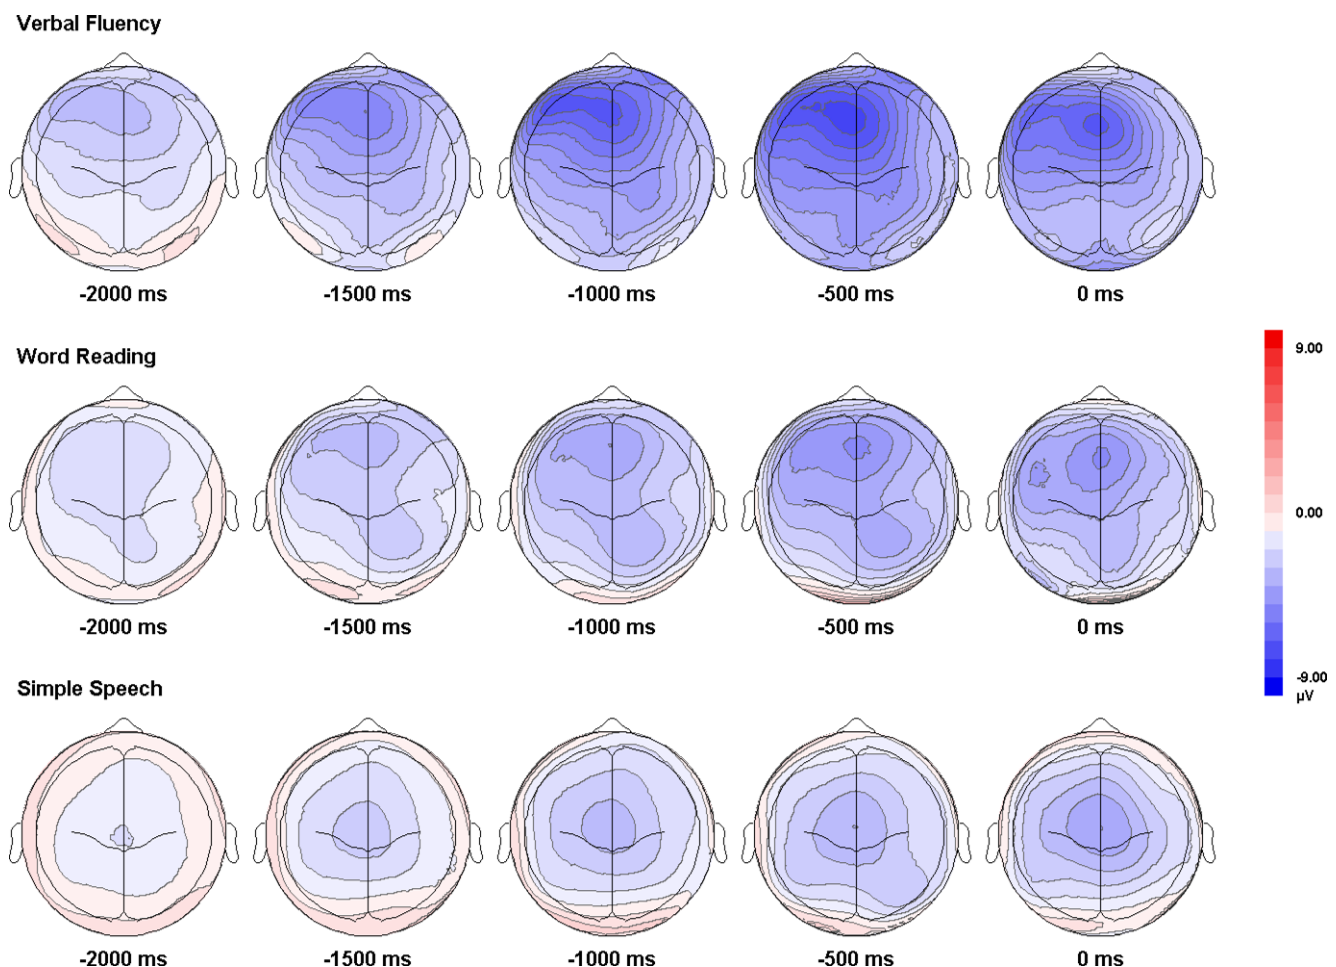 Verbal Fluency
-2000 ms -1500 ms -1000 ms -500 ms 0 ms
Word Reading
9.00
0.00
-2000 ms -1500 ms -1000 ms -500 ms 0 ms
-9.00
µV
Simple Speech
-2000 ms -1500 ms -1000 ms -500 ms 0 ms